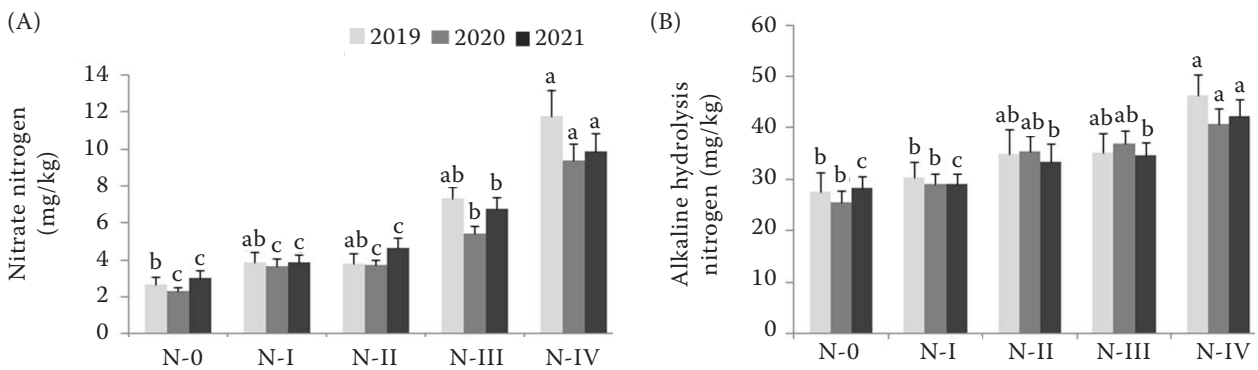 (A)
2019 2020 2021
Nitrate nitrogen
(mg/kg)
14
12
10
8
6
4
2
0
b c c
ab c c
ab c c
ab b b
a a a
N-0 N-I N-II N-III N-IV
(B)
Alkaline hydrolysis
nitrogen (mg/kg)
60
50
40
30
20
10
0
b b c
b b c
ab ab b
ab ab b
a a a
N-0 N-I N-II N-III N-IV